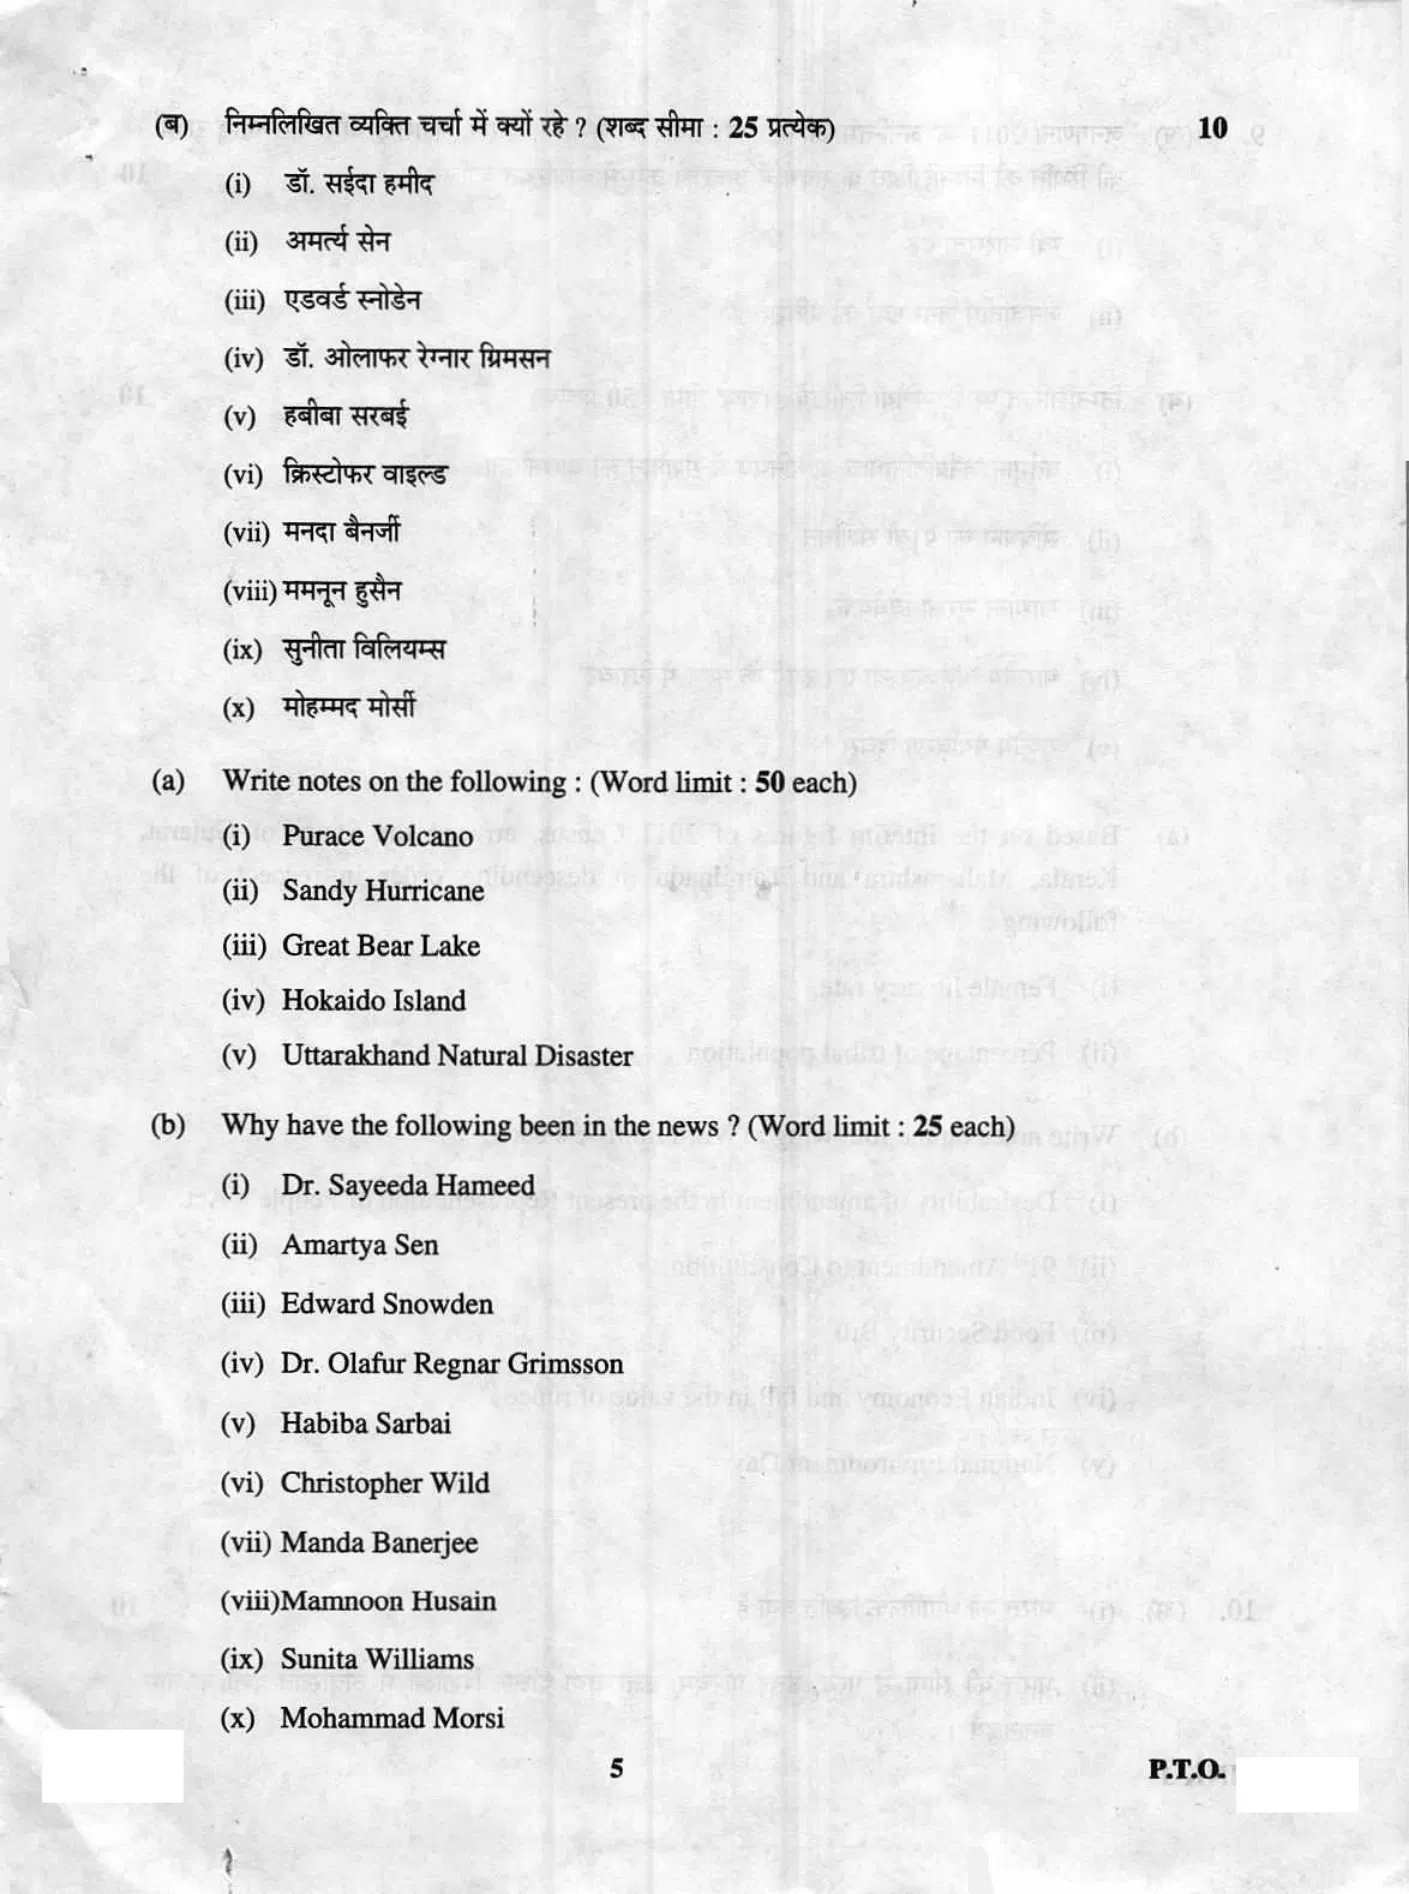 (ब) निम्नलिखित व्यक्ति चर्चा में क्यों रहे ? (शब्द सीमा : 25 प्रत्येक) 10
(i) डॉ. सईदा हमीद
(ii) अमर्त्य सेन
(iii) एडवर्ड स्नोडेन
(iv) डॉ. ओलाफर रेग्नार ग्रिमसन
(v) हबीबा सरबई
(vi) क्रिस्टोफर वाइल्ड
(vii) मनदा बैनर्जी
(viii) ममनून हुसैन
(ix) सुनीता विलियम्स
(x) मोहम्मद मोर्सी
(a) Write notes on the following : (Word limit : 50 each)
(i) Purace Volcano
(ii) Sandy Hurricane
(iii) Great Bear Lake
(iv) Hokaido Island
(v) Uttarakhand Natural Disaster
(b) Why have the following been in the news ? (Word limit : 25 each)
(i) Dr. Sayeeda Hameed
(ii) Amartya Sen
(iii) Edward Snowden
(iv) Dr. Olafur Regnar Grimsson
(v) Habiba Sarbai
(vi) Christopher Wild
(vii) Manda Banerjee
(viii)Mamnoon Husain
(ix) Sunita Williams
(x) Mohammad Morsi
5 P.T.O.